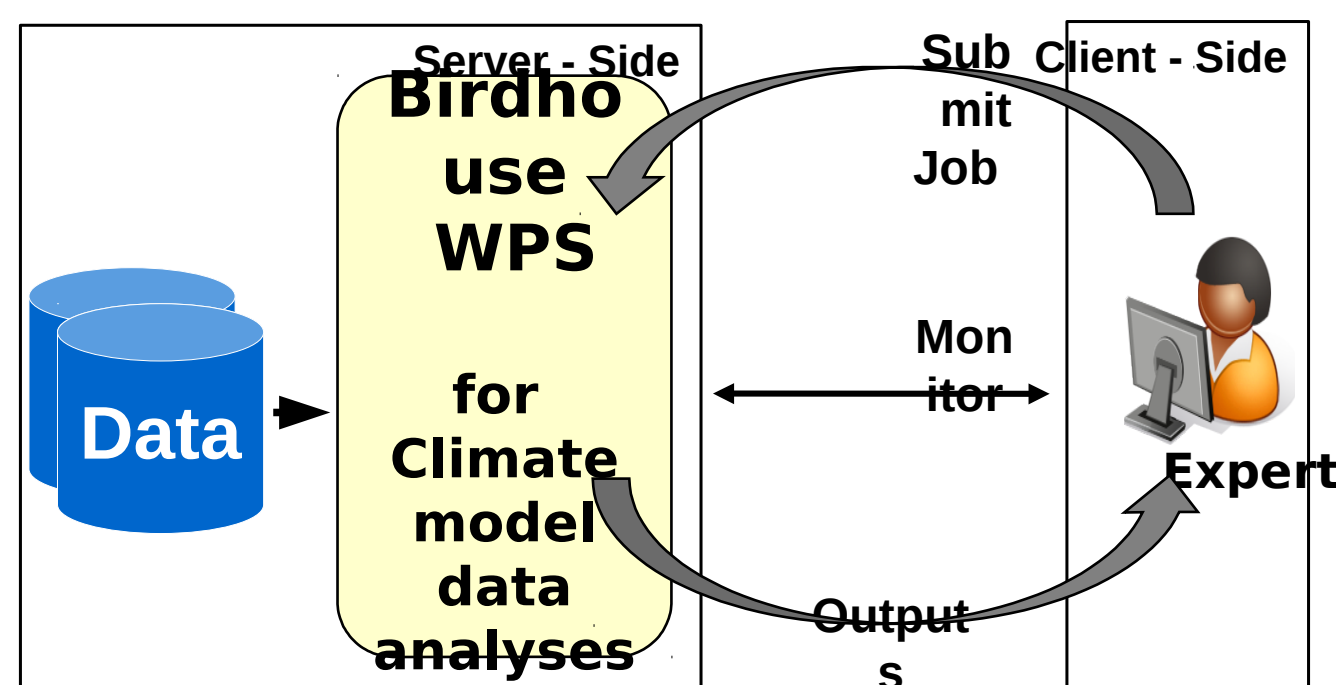 Server - Side
Birdho
use
WPS
for
Climate
model
data
analyses
Data
Sub
mit
Job
Mon
itor
Output
s
Client - Side
Expert